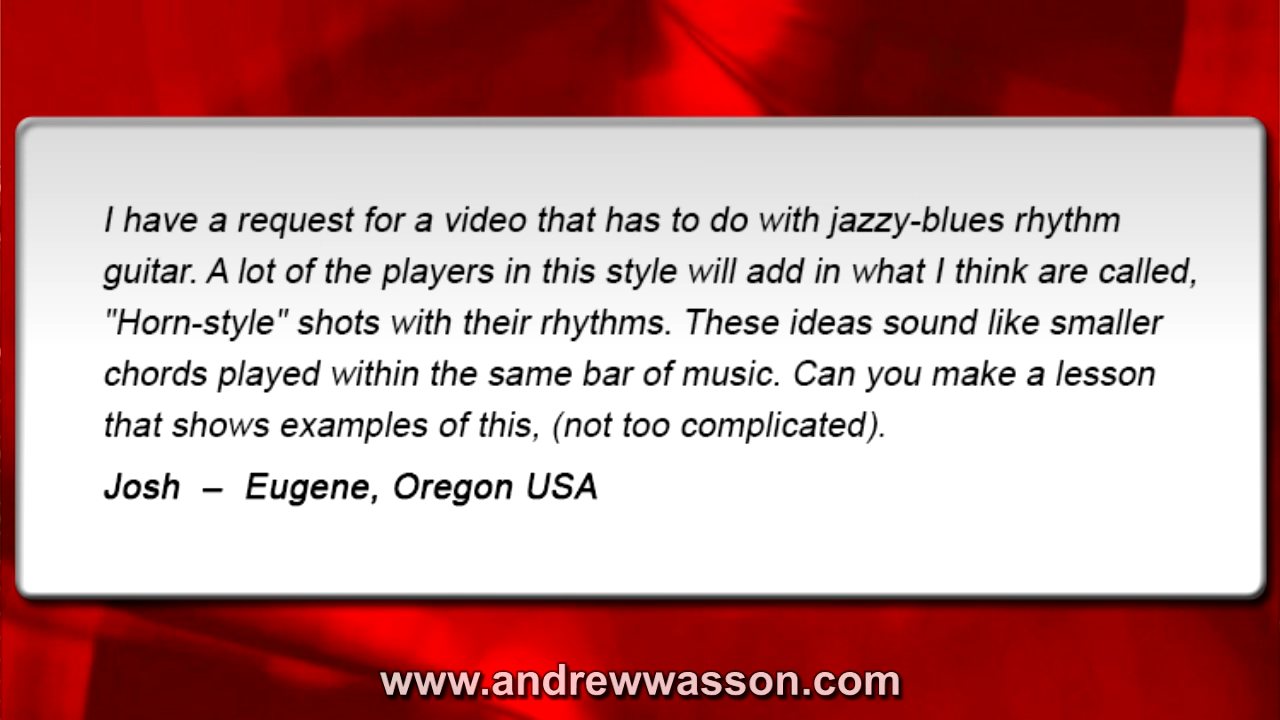 I have a request for a video that has to do with jazzy-blues rhythm
guitar. A lot of the players in this style will add in what I think are called,
"Horn-style" shots with their rhythms. These ideas sound like smaller
chords played within the same bar of music. Can you make a lesson
that shows examples of this, (not too complicated).
Josh – Eugene, Oregon USA
www.andrewwasson.com